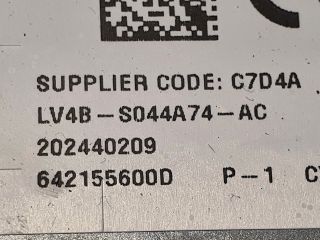 SUPPLIER CODE: C7D4A
LV4B-S044A74-AC
202440209
642155600D P-1